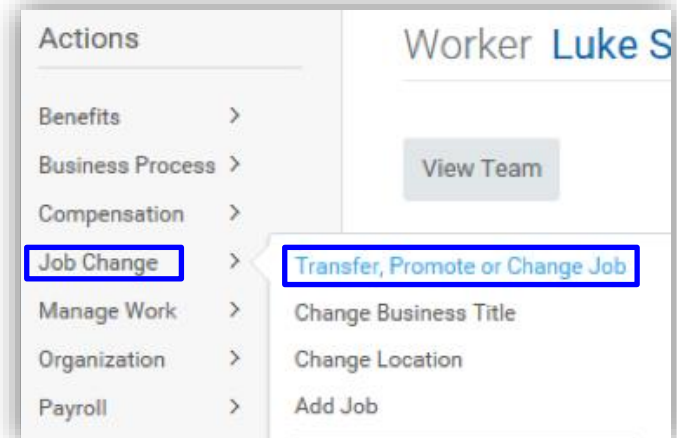 Actions
Benefits
Business Process
Compensation
Job Change
Manage Work
Organization
Payroll
Worker Luke S
View Team
Transfer, Promote or Change Job
Change Business Title
Change Location
Add Job